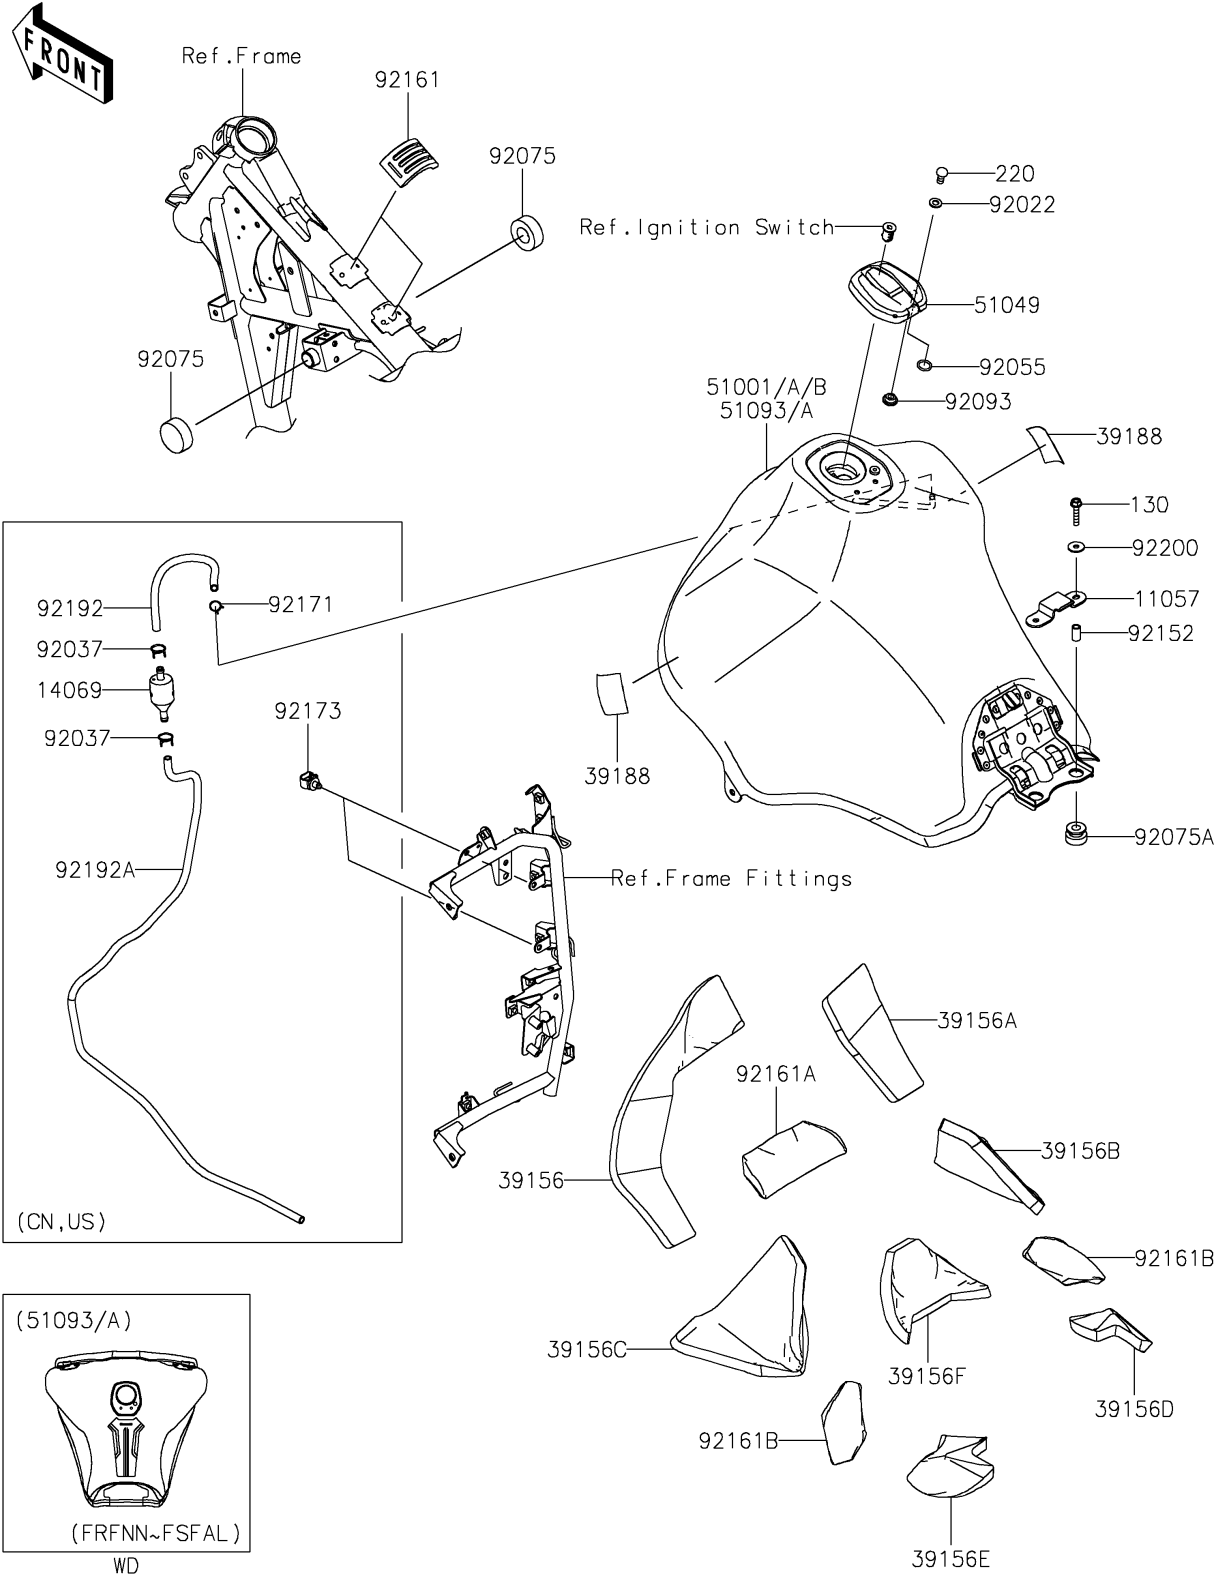 FRONT
Ref.Frame
92161
92075
220
92022
Ref.Ignition Switch
51049
92075
92055
51001/A/B
51093/A
92093
39188
130
92200
92192
92171
11057
92037
92152
14069
92173
92037
39188
92075A
92192A
Ref.Frame Fittings
39156A
92161A
39156B
39156
(CN,US)
92161B
(51093/A)
39156C
39156F
39156D
92161B
(FRFNN~FSFAL)
39156E
WD